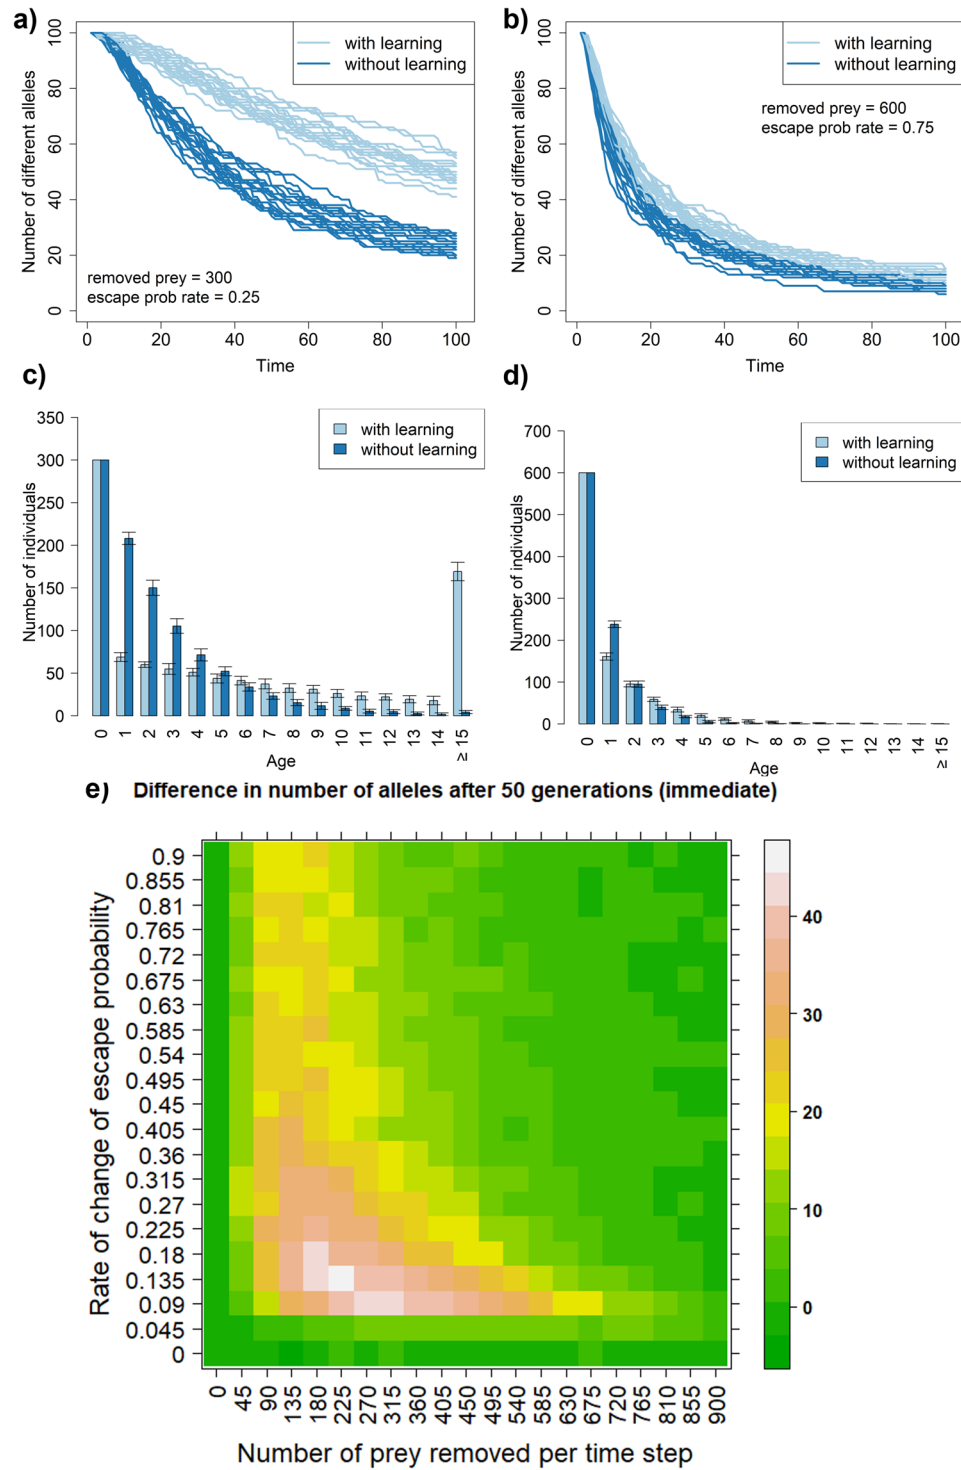 a)
Number of different alleles
100
80
60
40
20
0
with learning
without learning
removed prey = 300
escape prob rate = 0.25
0 20 40 60 80 100
Time
b)
Number of different alleles
100
80
60
40
20
0
with learning
without learning
removed prey = 600
escape prob rate = 0.75
0 20 40 60 80 100
Time
c)
Number of individuals
350
300
250
200
150
100
50
0
with learning
without learning
0 1 2 3 4 5 6 7 8 9 10 11 12 13 14 ≥ 15
Age
d)
Number of individuals
700
600
500
400
300
200
100
0
with learning
without learning
0 1 2 3 4 5 6 7 8 9 10 11 12 13 14 ≥ 15
Age
e) Difference in number of alleles after 50 generations (immediate)
Rate of change of escape probability
0.9
0.855
0.81
0.765
0.72
0.675
0.63
0.585
0.54
0.495
0.45
0.405
0.36
0.315
0.27
0.225
0.18
0.135
0.09
0.045
0
0 45 90 135 180 225 270 315 360 405 450 495 540 585 630 675 720 765 810 855 900
Number of prey removed per time step
40
30
20
10
0